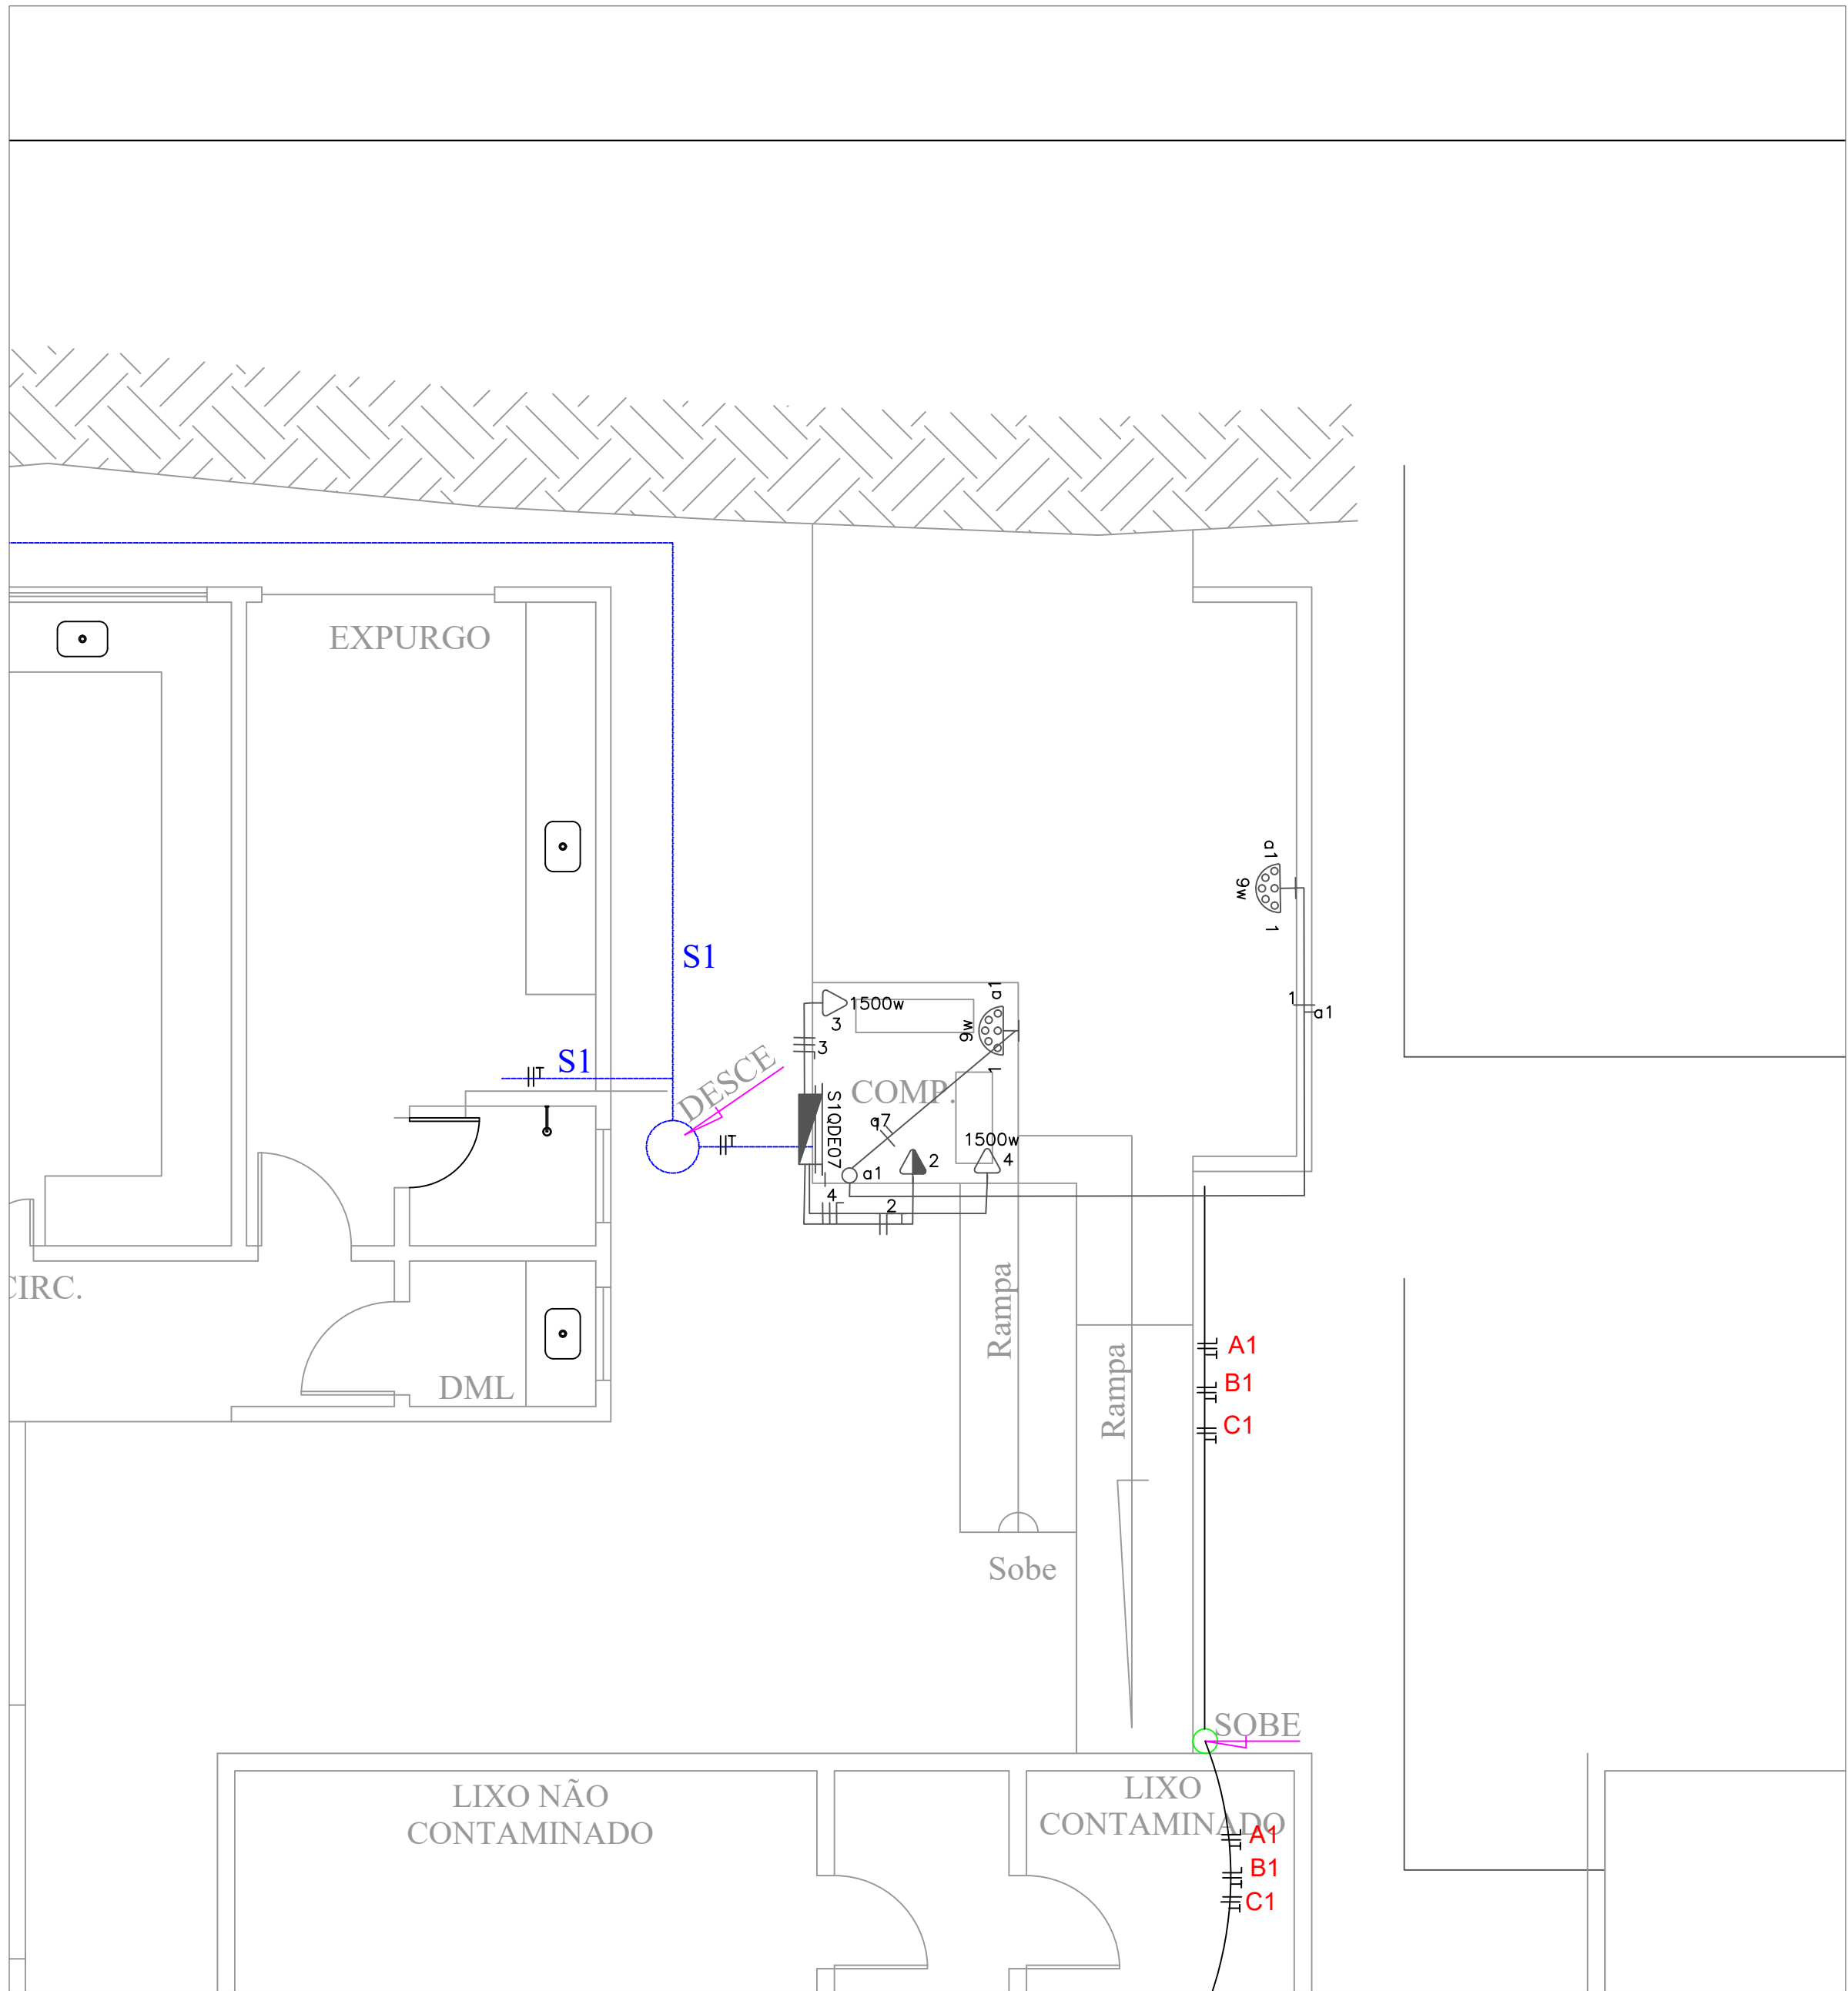 EXPURGO
a1
9w
1
S1
1
a1
1500w
3
3
a1
9w
1
S1
T
DESCE
COMP.
S1QDE07
T
a1
2
1500w
4
a1
4
2
CIRC.
Rampa
Rampa
DML
A1
B1
C1
Sobe
SOBE
LIXO NÃO
CONTAMINADO
LIXO
CONTAMINADO
A1
B1
C1